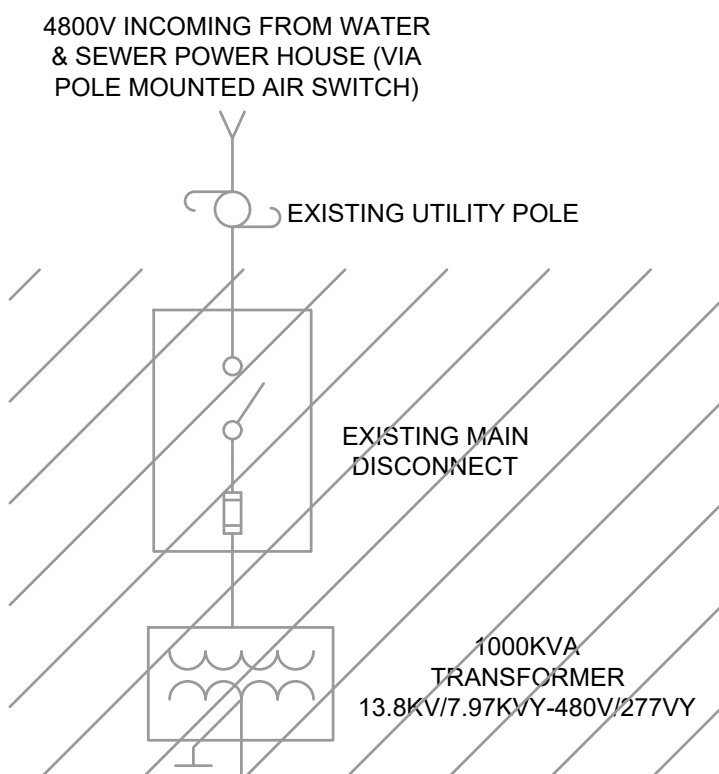 4800V INCOMING FROM WATER
& SEWER POWER HOUSE (VIA
POLE MOUNTED AIR SWITCH)
EXISTING UTILITY POLE
EXISTING MAIN
DISCONNECT
1000KVA
TRANSFORMER
13.8KV/7.97KVY-480V/277VY